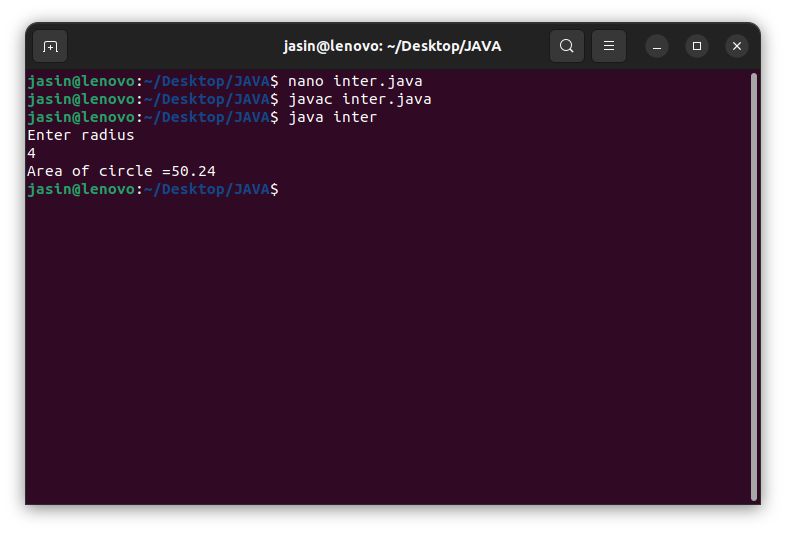 jasin@lenovo: ~/Desktop/JAVA
jasin@lenovo:~/Desktop/JAVA$ nano inter.java
jasin@lenovo:~/Desktop/JAVA$ javac inter.java
jasin@lenovo:~/Desktop/JAVA$ java inter
Enter radius
4
Area of circle =50.24
jasin@lenovo:~/Desktop/JAVA$